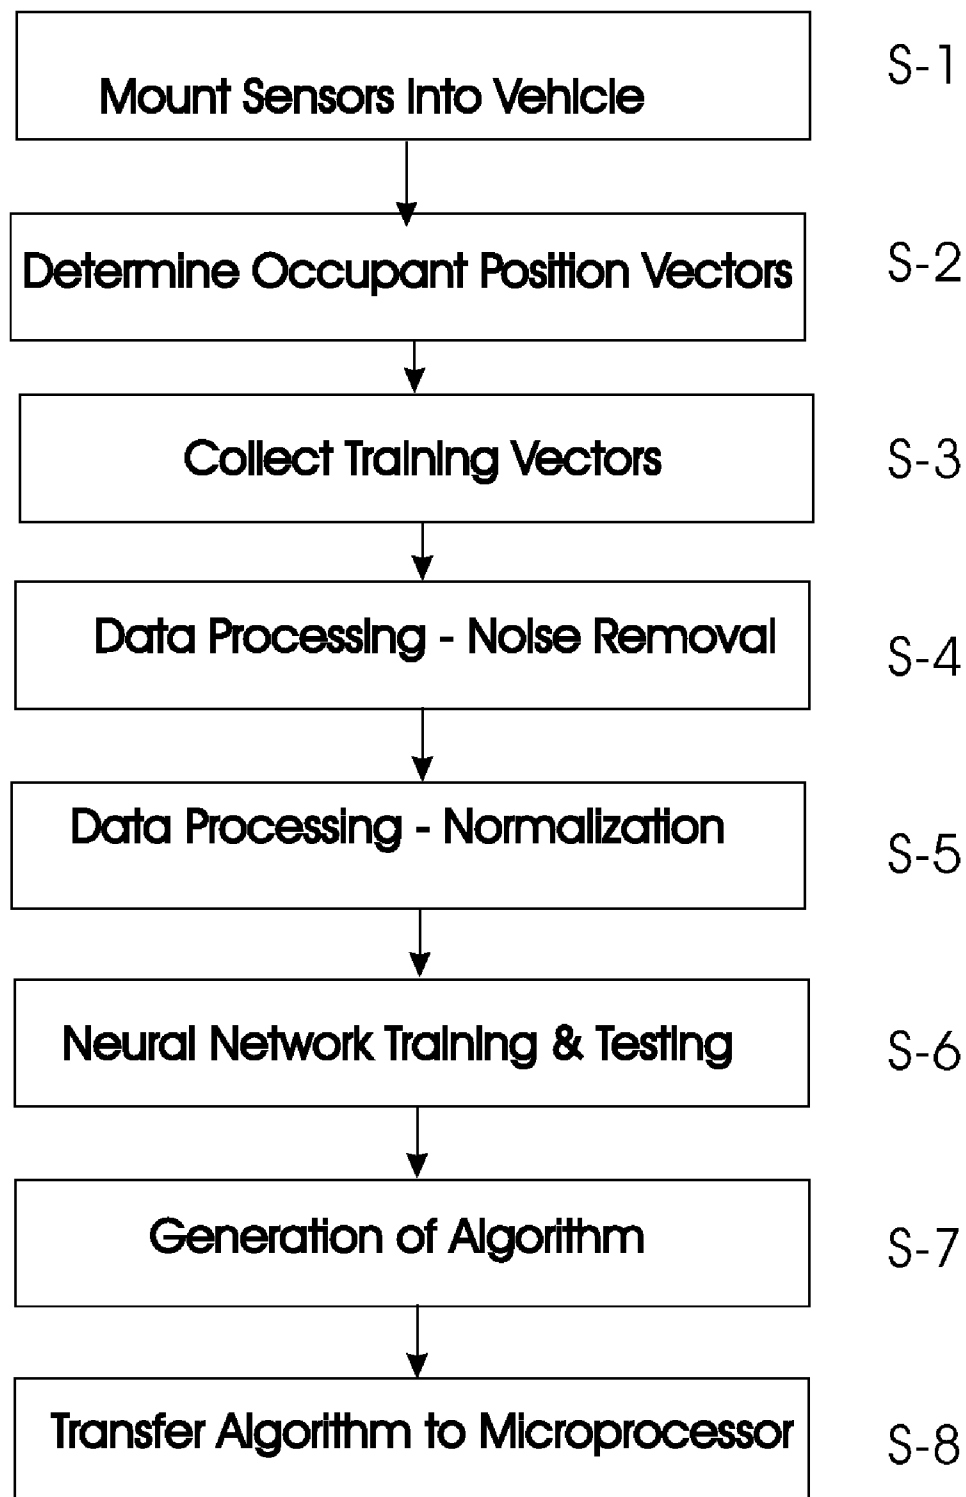 Mount Sensors Into Vehicle
S-1
Determine Occupant Position Vectors
S-2
Collect Training Vectors
S-3
Data Processing - Noise Removal
S-4
Data Processing - Normalization
S-5
Neural Network Training & Testing
S-6
Generation of Algorithm
S-7
Transfer Algorithm to Microprocessor
S-8